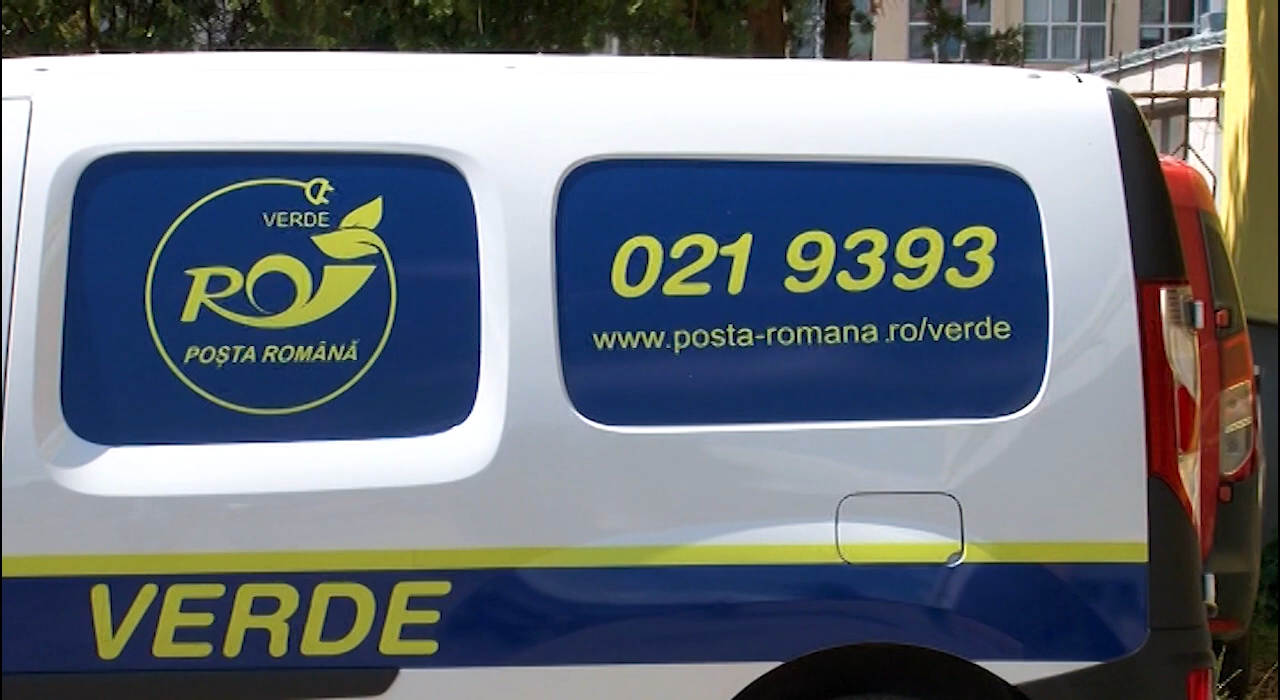 VERDE
RO
POȘTA ROMÂNĂ
021 9393
www.posta-romana.ro/verde
VERDE